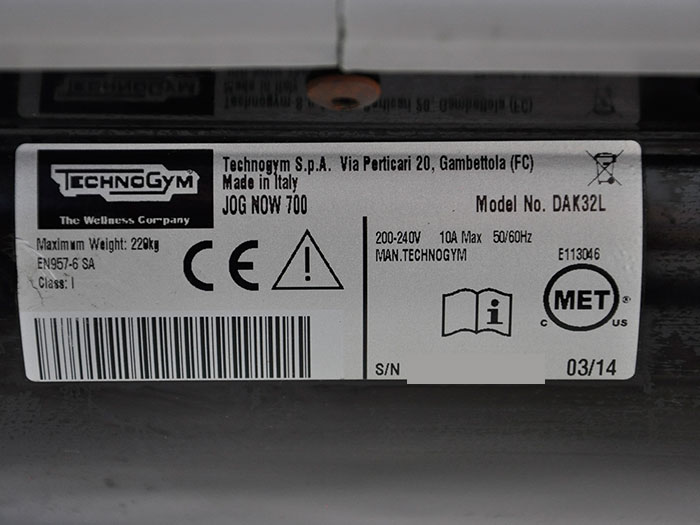 TECHNOGYM
The Wellness Company
Technogym S.p.A. Via Perticari 20, Gambettola (FC)
Made in Italy
JOG NOW 700
Model No. DAK32L
Maximum Weight: 220kg
EN957-6 SA
Class: I
CE
200-240V 10A Max 50/60Hz
MAN.TECHNOGYM
E113046
i
MET
®
C US
S/N
03/14